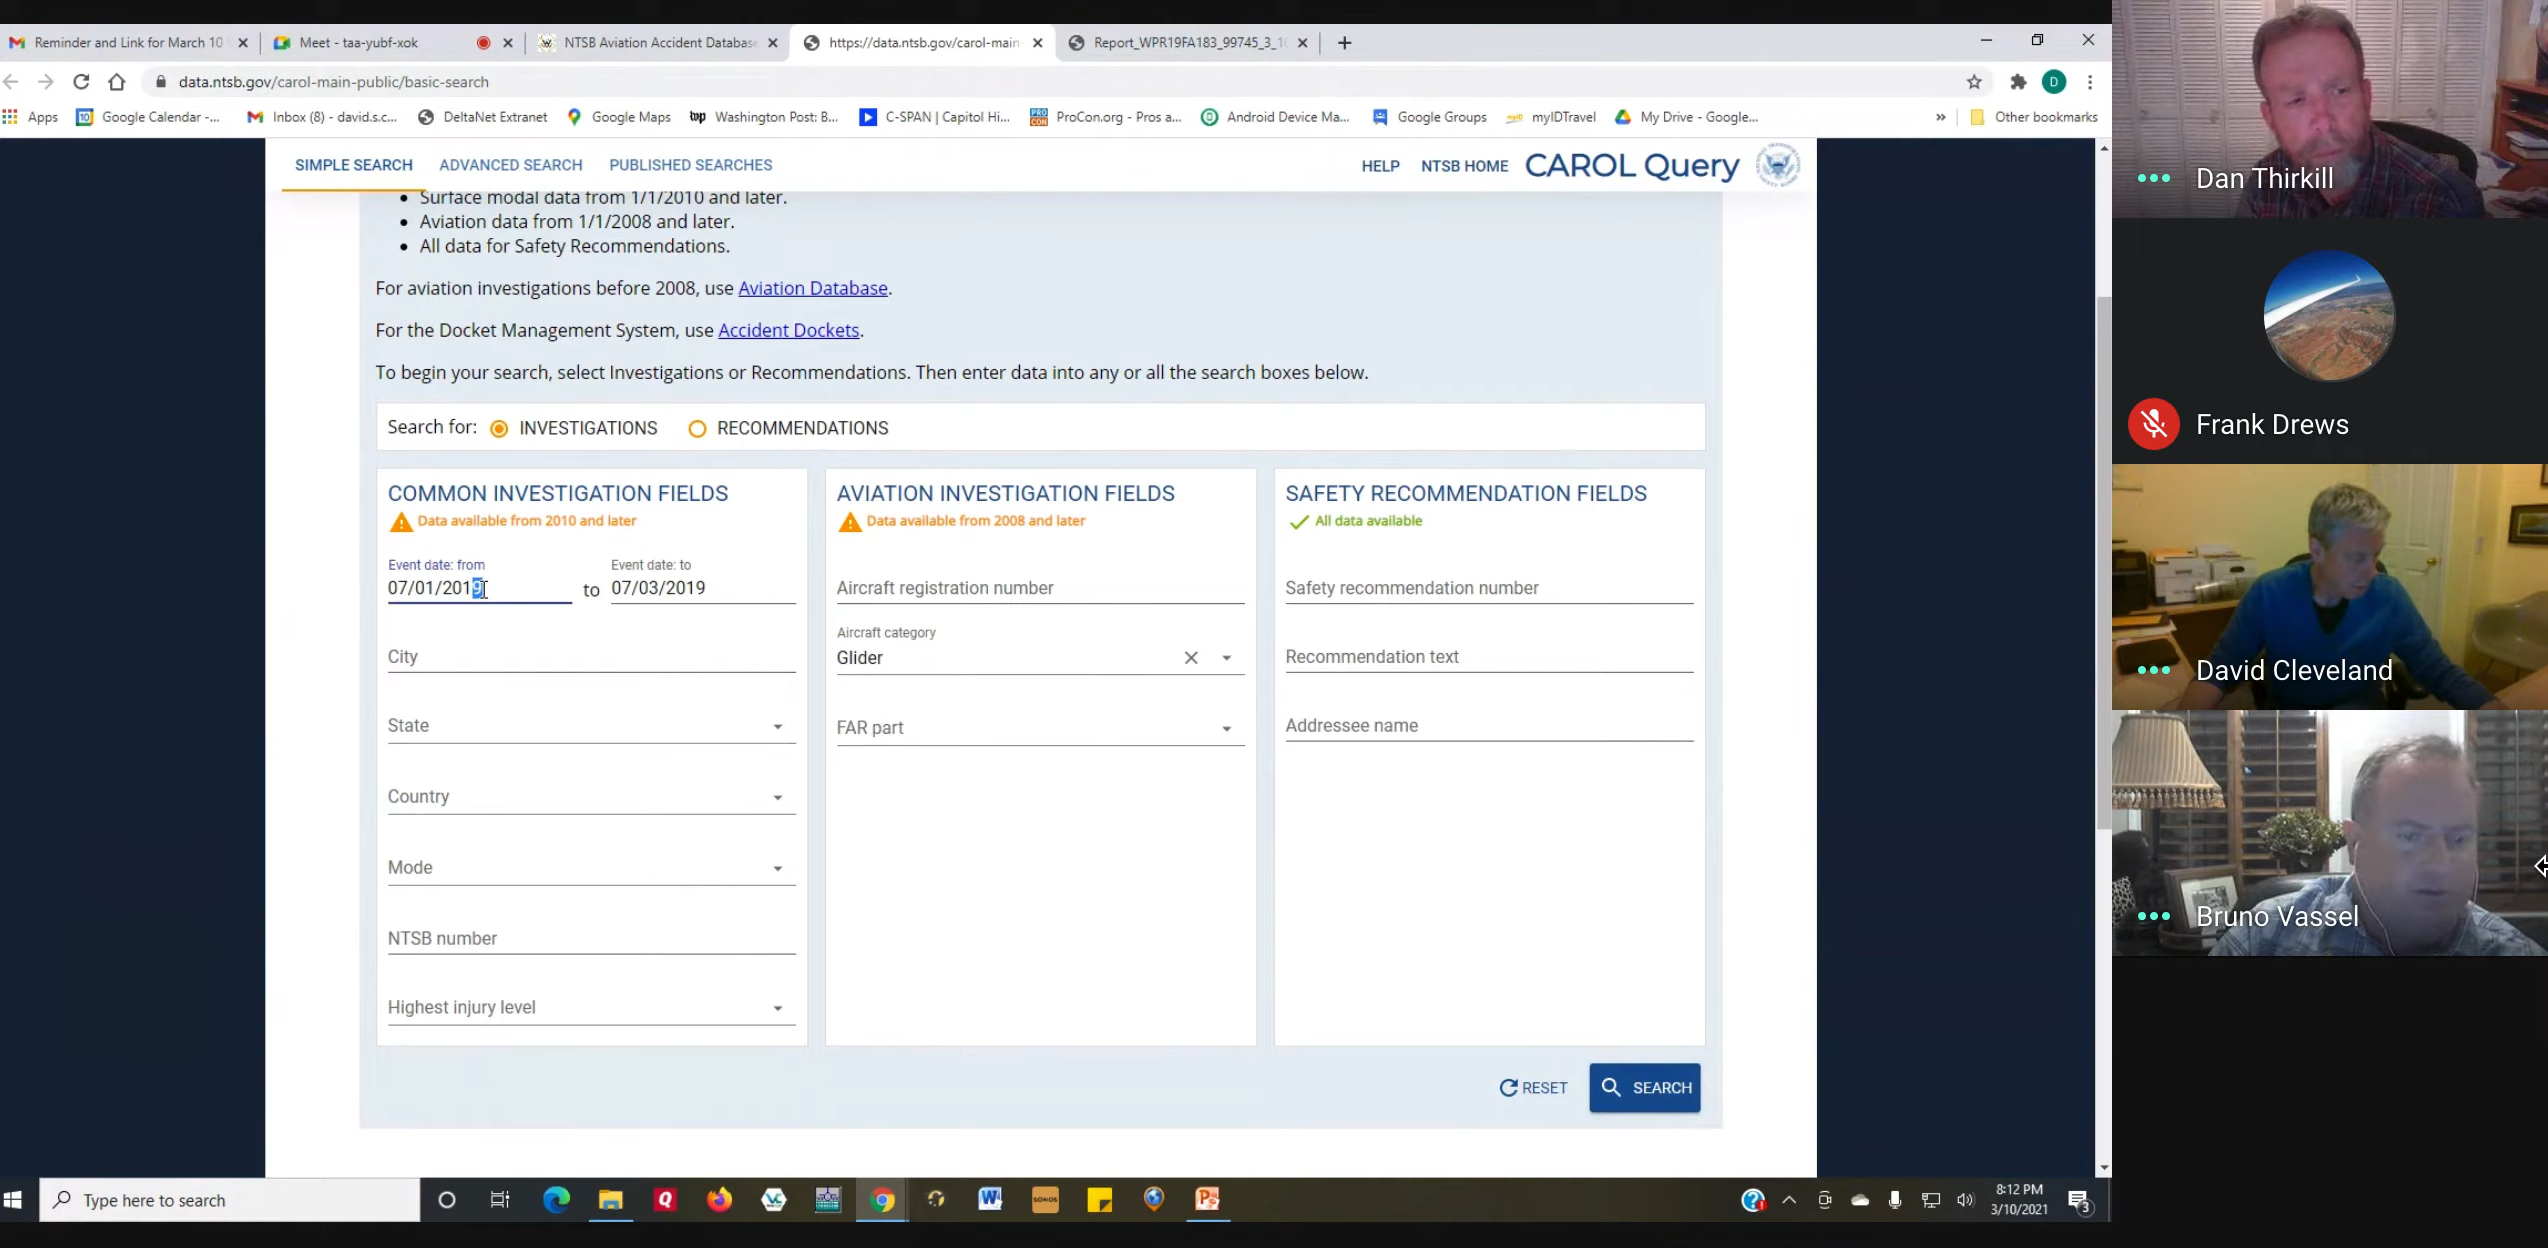 Reminder and Link for March 10
Meet - taa-yubf-xok
NTSB Aviation Accident Database
https://data.ntsb.gov/carol-main
Report_WPR19FA183_99745_3_1
data.ntsb.gov/carol-main-public/basic-search
D
Apps
Google Calendar -...
Inbox (8) - david.s.c...
DeltaNet Extranet
Google Maps
Washington Post: B...
C-SPAN | Capitol Hi...
ProCon.org - Pros a...
Android Device Ma...
Google Groups
myIDTravel
My Drive - Google...
»
Other bookmarks
SIMPLE SEARCH
ADVANCED SEARCH
PUBLISHED SEARCHES
HELP
NTSB HOME
CAROL Query
Surface modal data from 1/1/2010 and later.
Aviation data from 1/1/2008 and later.
All data for Safety Recommendations.
For aviation investigations before 2008, use Aviation Database.
For the Docket Management System, use Accident Dockets.
To begin your search, select Investigations or Recommendations. Then enter data into any or all the search boxes below.
Search for: INVESTIGATIONS RECOMMENDATIONS
COMMON INVESTIGATION FIELDS
Data available from 2010 and later
Event date: from
Event date: to
07/01/2019 to 07/03/2019
City
State
Country
Mode
NTSB number
Highest injury level
AVIATION INVESTIGATION FIELDS
Data available from 2008 and later
Aircraft registration number
Aircraft category
Glider
FAR part
SAFETY RECOMMENDATION FIELDS
All data available
Safety recommendation number
Recommendation text
Addressee name
RESET
SEARCH
Type here to search
8:12 PM
3/10/2021
3
Dan Thirkill
Frank Drews
David Cleveland
Bruno Vassel